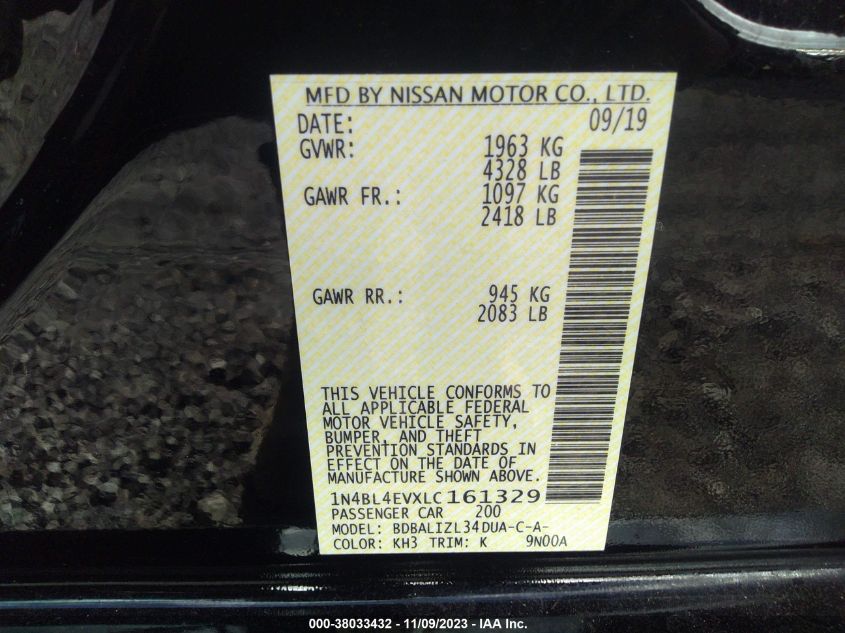 MFD BY NISSAN MOTOR CO., LTD.
DATE: 09/19
GVWR: 1963 KG
4328 LB
GAWR FR.: 1097 KG
2418 LB
GAWR RR.: 945 KG
2083 LB
THIS VEHICLE CONFORMS TO
ALL APPLICABLE FEDERAL
MOTOR VEHICLE SAFETY,
BUMPER, AND THEFT
PREVENTION STANDARDS IN
EFFECT ON THE DATE OF
MANUFACTURE SHOWN ABOVE.
1N4BL4EVXLC161329
PASSENGER CAR 200
MODEL: BDBALIZL34DUA-C-A-
COLOR: KH3 TRIM: K 9N00A
000-38033432 - 11/09/2023 - IAA Inc.